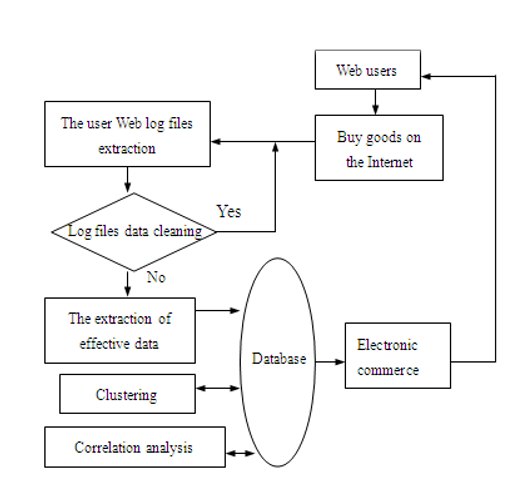 Web users
The user Web log files
extraction
Buy goods on
the Internet
Yes
Log files data cleaning
No
The extraction of
effective data
Database
Electronic
commerce
Clustering
Correlation analysis